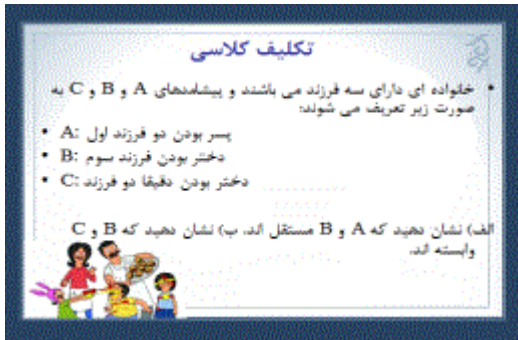 تکلیف کلاسی
• خانواده ای دارای سه فرزند می باشند و پیشامدهای A و B و C به
صورت زیر تعریف می شوند:
• A: پسر بودن دو فرزند اول
• B: دختر بودن فرزند سوم
• C: دختر بودن دقیقا دو فرزند
الف) نشان دهید که A و B مستقل اند. ب) نشان دهید که B و C
وابسته اند.